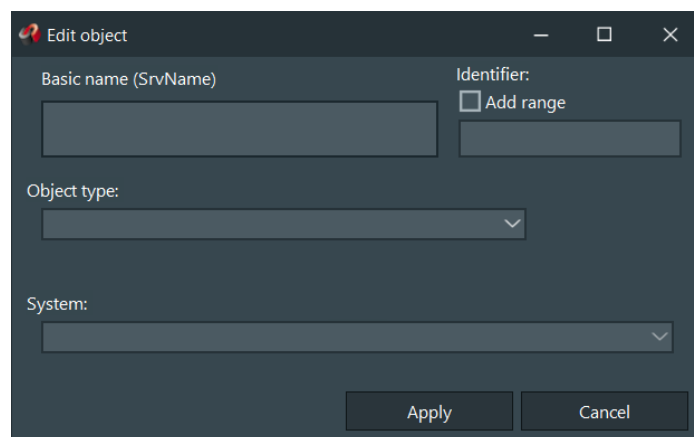 Edit object
Basic name (SrvName)
Identifier:
Add range
Object type:
System:
Apply
Cancel